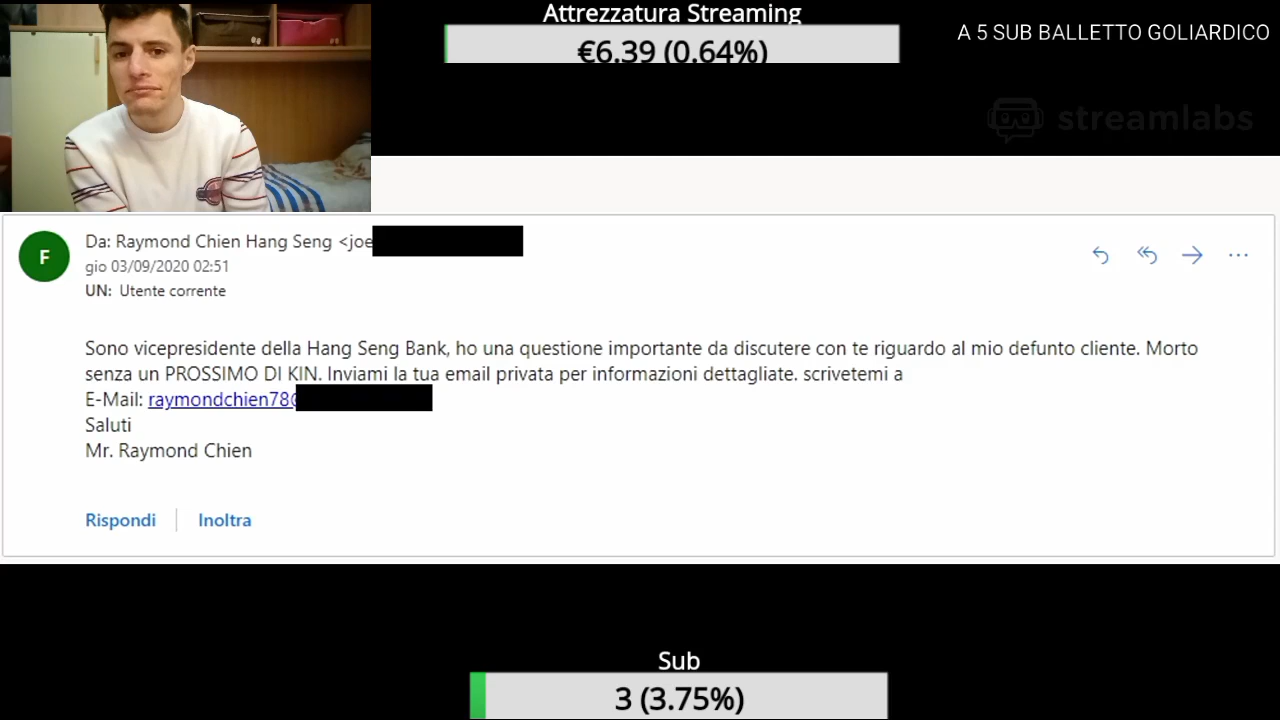 Attrezzatura Streaming
€6.39 (0.64%)
A 5 SUB BALLETTO GOLIARDICO
streamlabs
F
Da: Raymond Chien Hang Seng <joe
gio 03/09/2020 02:51
UN: Utente corrente
Sono vicepresidente della Hang Seng Bank, ho una questione importante da discutere con te riguardo al mio defunto cliente. Morto
senza un PROSSIMO DI KIN. Inviami la tua email privata per informazioni dettagliate. scrivetemi a
E-Mail: raymondchien78@
Saluti
Mr. Raymond Chien
Rispondi Inoltra
Sub
3 (3.75%)